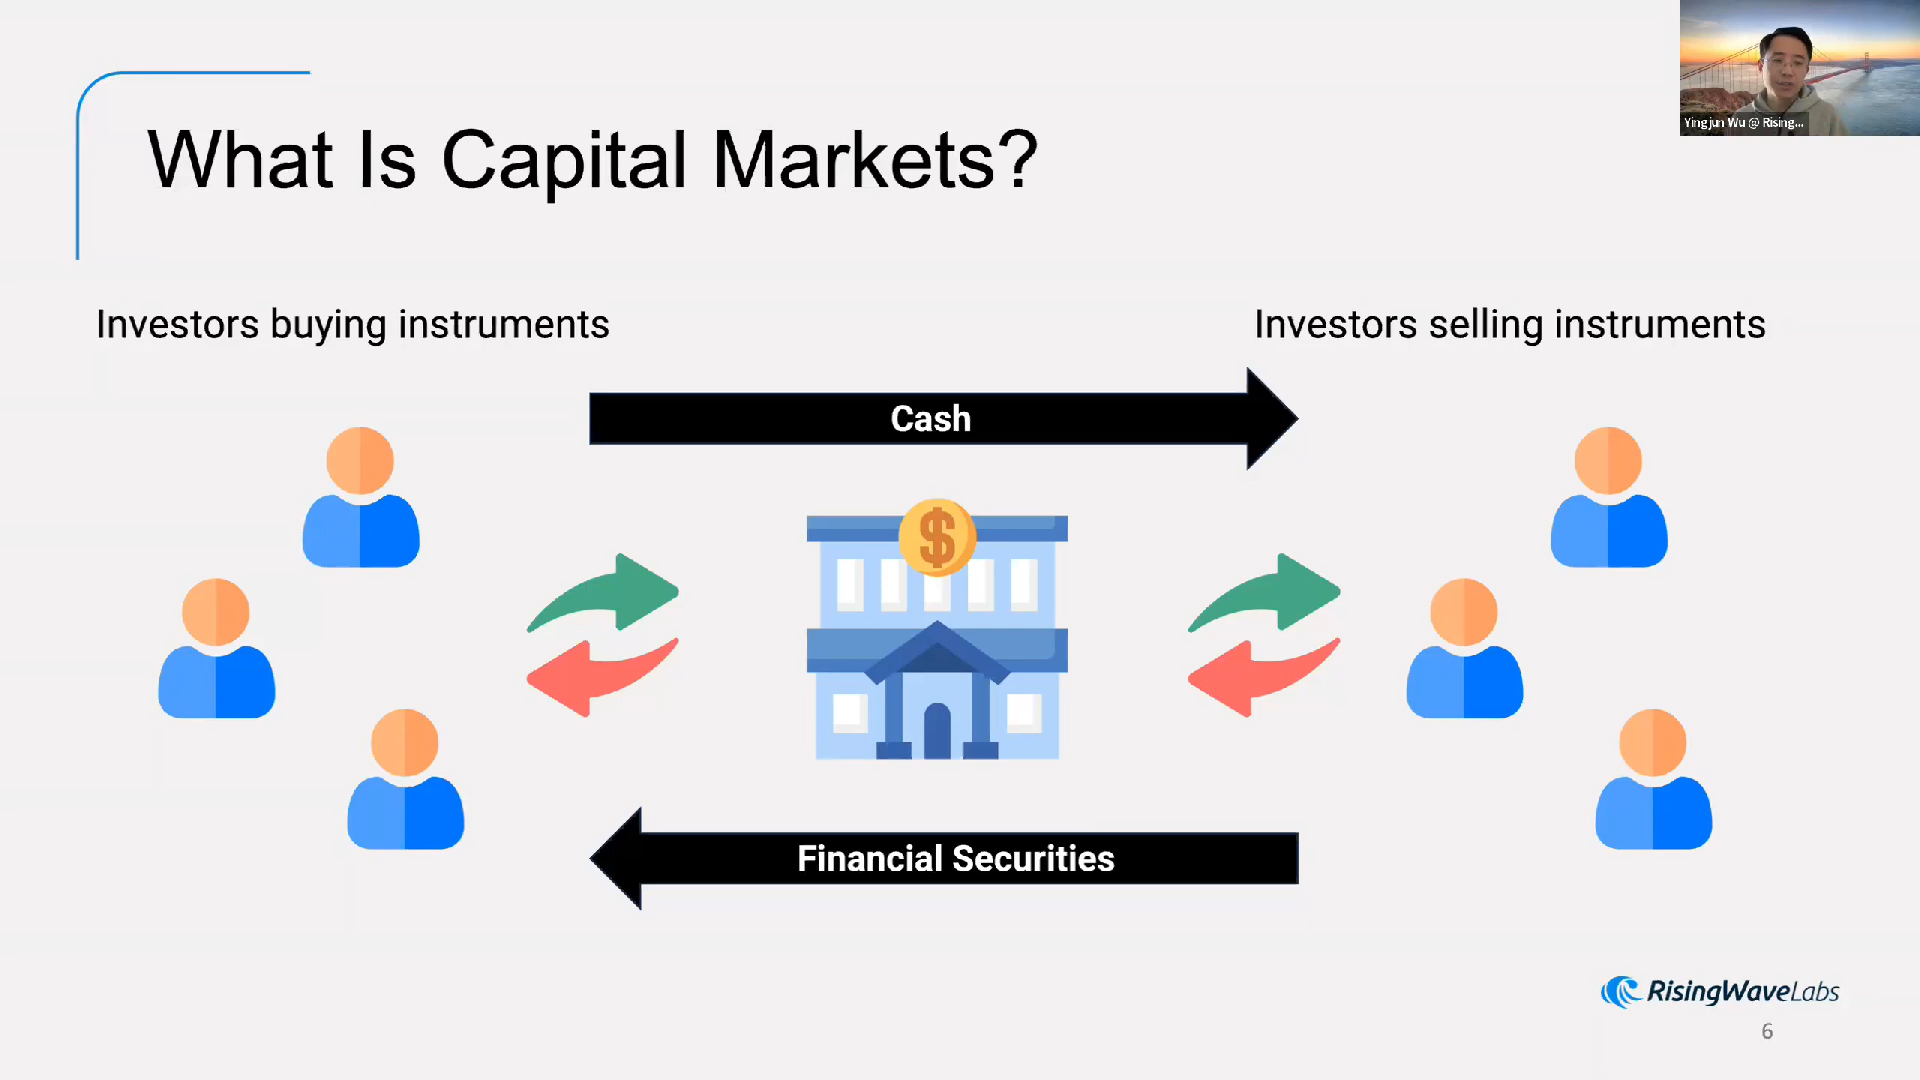 Yingjun Wu @ Rising...
What Is Capital Markets?
Investors buying instruments
Investors selling instruments
Cash
$
Financial Securities
RisingWaveLabs
6